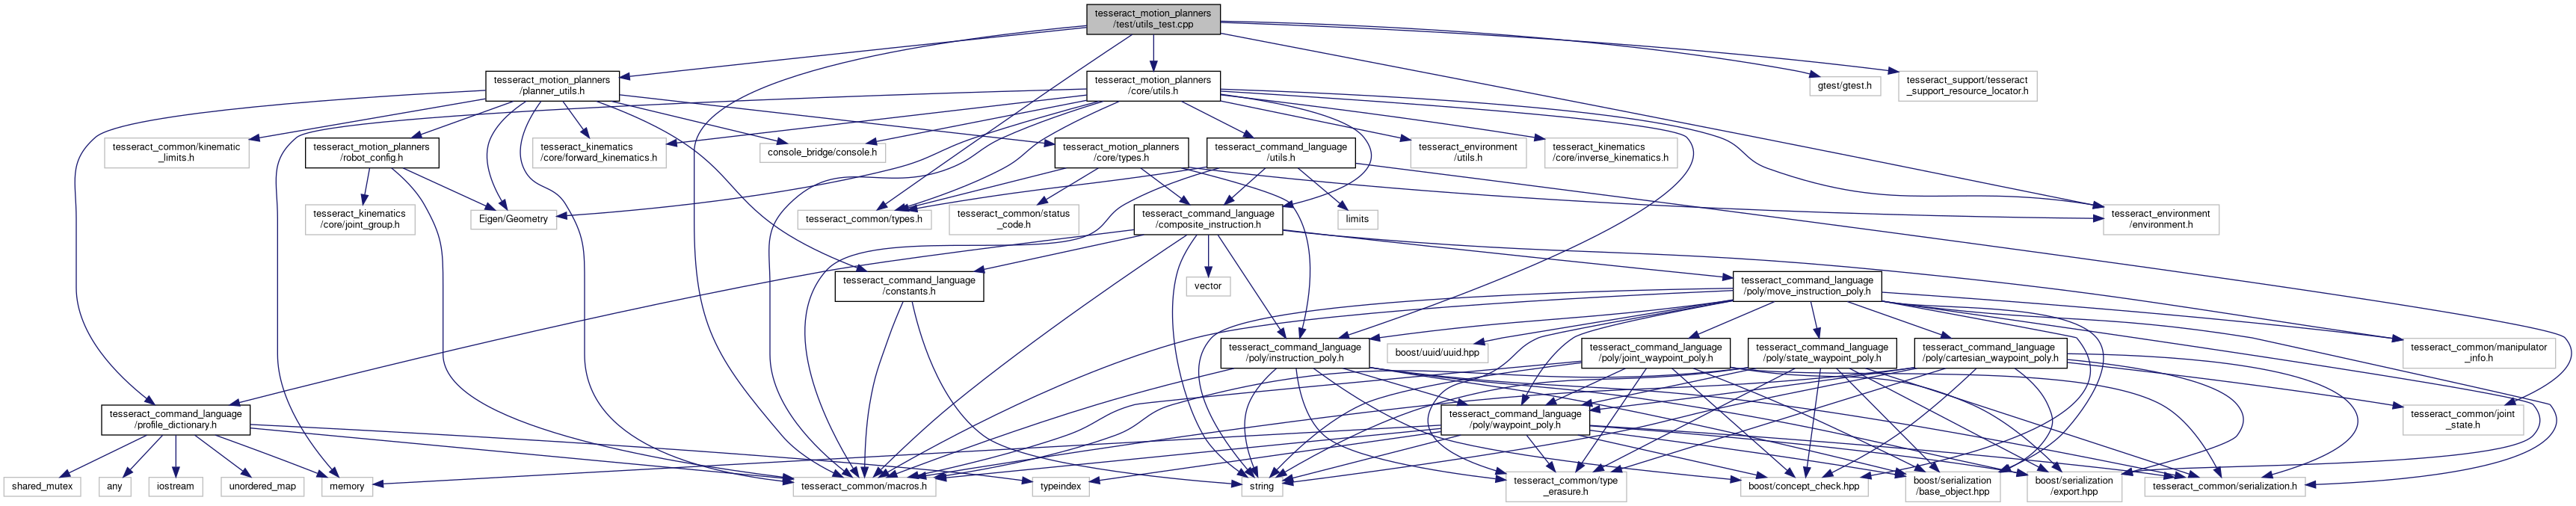 tesseract_motion_planners
/test/utils_test.cpp
tesseract_motion_planners
/planner_utils.h
tesseract_motion_planners
/core/utils.h
gtest/gtest.h
tesseract_support/tesseract
_support_resource_locator.h
tesseract_common/kinematic
_limits.h
tesseract_motion_planners
/robot_config.h
tesseract_kinematics
/core/forward_kinematics.h
console_bridge/console.h
tesseract_motion_planners
/core/types.h
tesseract_command_language
/utils.h
tesseract_environment
/utils.h
tesseract_kinematics
/core/inverse_kinematics.h
tesseract_kinematics
/core/joint_group.h
Eigen/Geometry
tesseract_common/types.h
tesseract_common/status
_code.h
tesseract_command_language
/composite_instruction.h
limits
tesseract_environment
/environment.h
tesseract_command_language
/constants.h
vector
tesseract_command_language
/poly/move_instruction_poly.h
tesseract_command_language
/poly/instruction_poly.h
boost/uuid/uuid.hpp
tesseract_command_language
/poly/joint_waypoint_poly.h
tesseract_command_language
/poly/state_waypoint_poly.h
tesseract_command_language
/poly/cartesian_waypoint_poly.h
tesseract_common/manipulator
_info.h
tesseract_command_language
/profile_dictionary.h
tesseract_command_language
/poly/waypoint_poly.h
tesseract_common/joint
_state.h
shared_mutex
any
iostream
unordered_map
memory
tesseract_common/macros.h
typeindex
string
tesseract_common/type
_erasure.h
boost/concept_check.hpp
boost/serialization
/base_object.hpp
boost/serialization
/export.hpp
tesseract_common/serialization.h